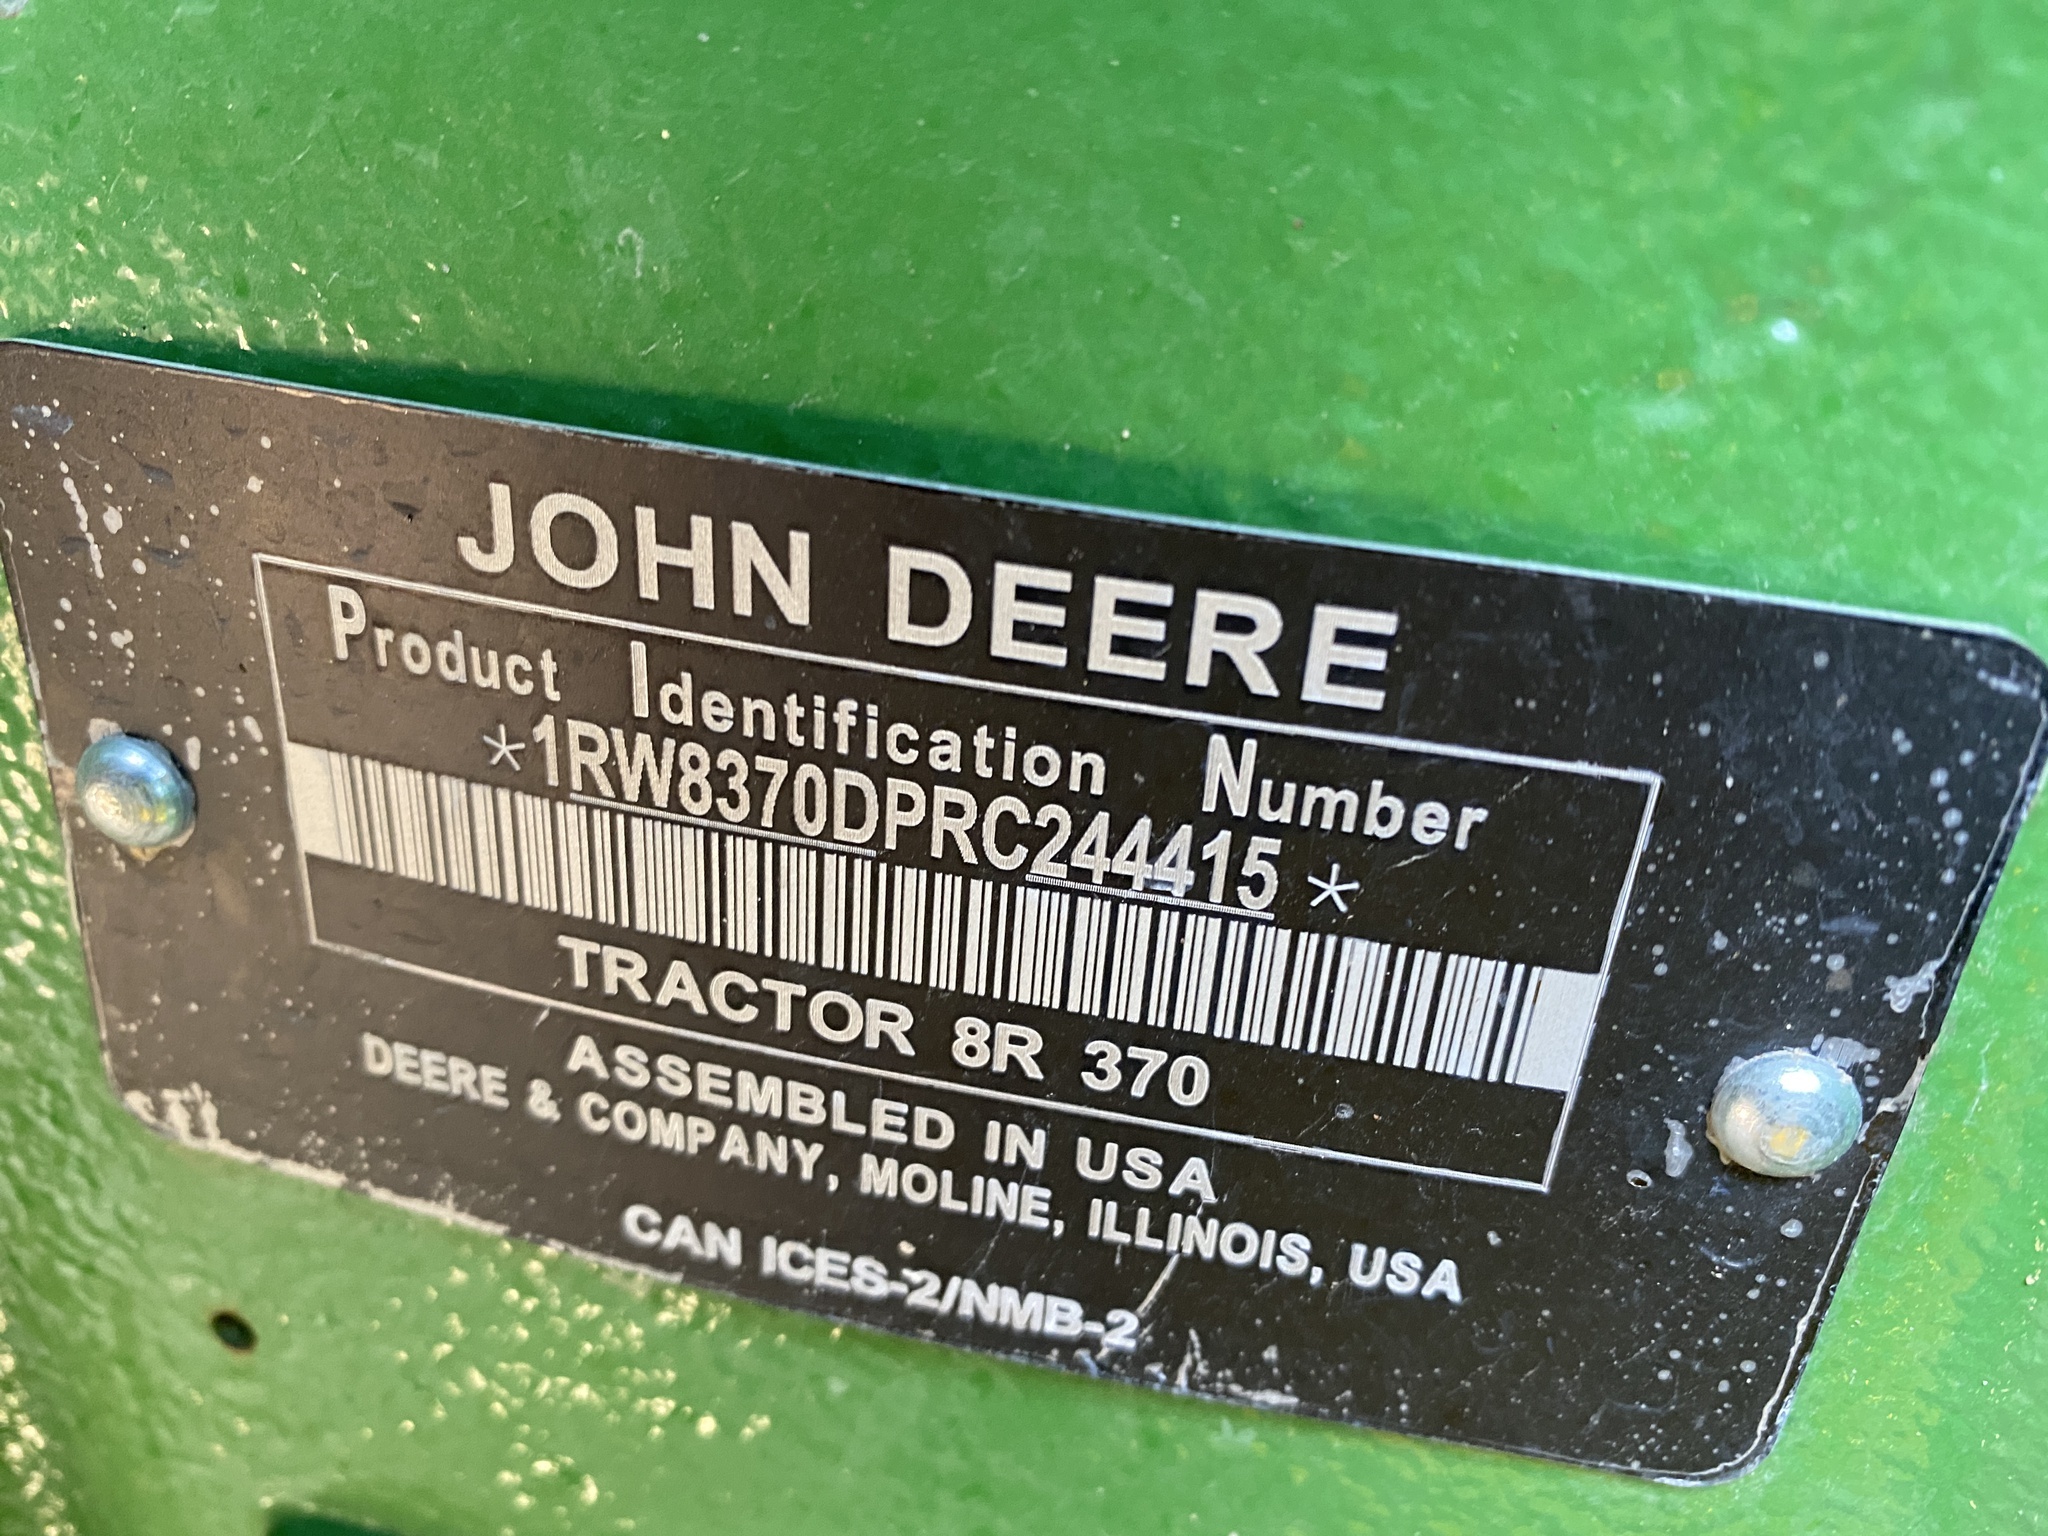 JOHN DEERE
Product Identification Number
*1RW8370DPRC244415*
TRACTOR 8R 370
ASSEMBLED IN USA
DEERE & COMPANY, MOLINE, ILLINOIS, USA
CAN ICES-2/NMB-2